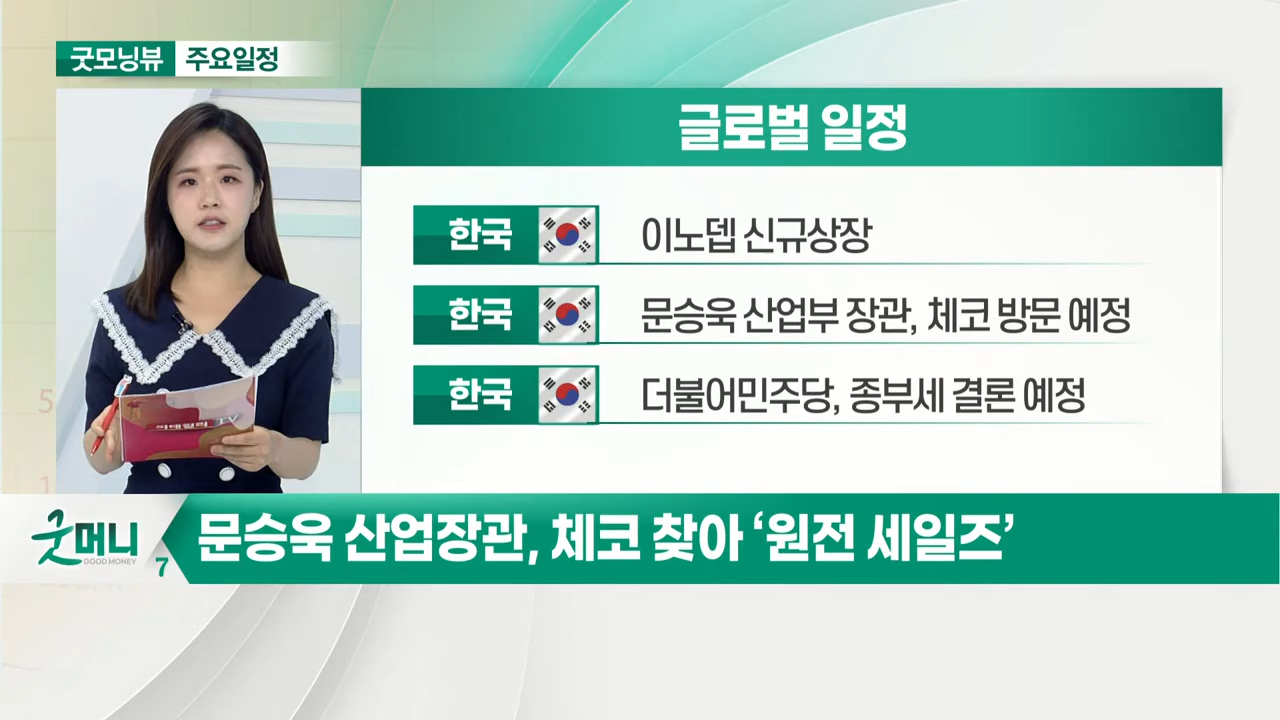 굿모닝뷰 주요일정
글로벌 일정
한국 이노뎁 신규상장
한국 문승욱 산업부 장관, 체코 방문 예정
한국 더불어민주당, 종부세 결론 예정
5
1
굿머니
GOOD MONEY
7
문승욱 산업장관, 체코 찾아 ‘원전 세일즈’